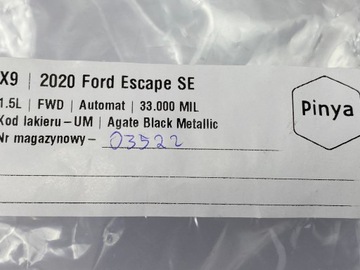 X9 | 2020 Ford Escape SE
1.5L | FWD | Automat | 33.000 MIL
Kod lakieru – UM | Agate Black Metallic
Nr magazynowy – 03522
Pinya